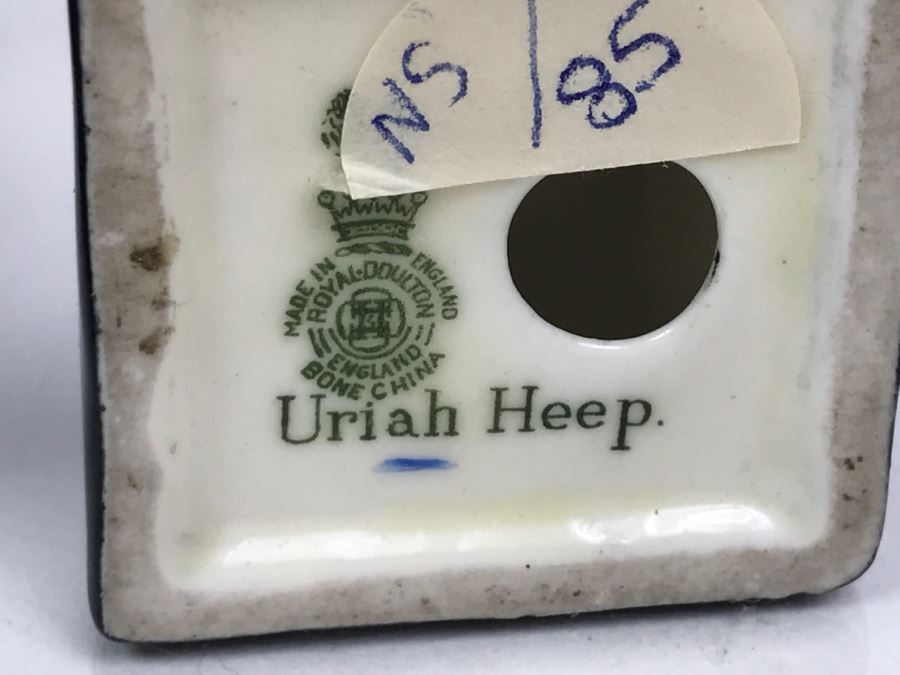 NS | 85
MADE IN ENGLAND
ROYAL·DOULTON
ENGLAND
BONE CHINA
Uriah Heep.